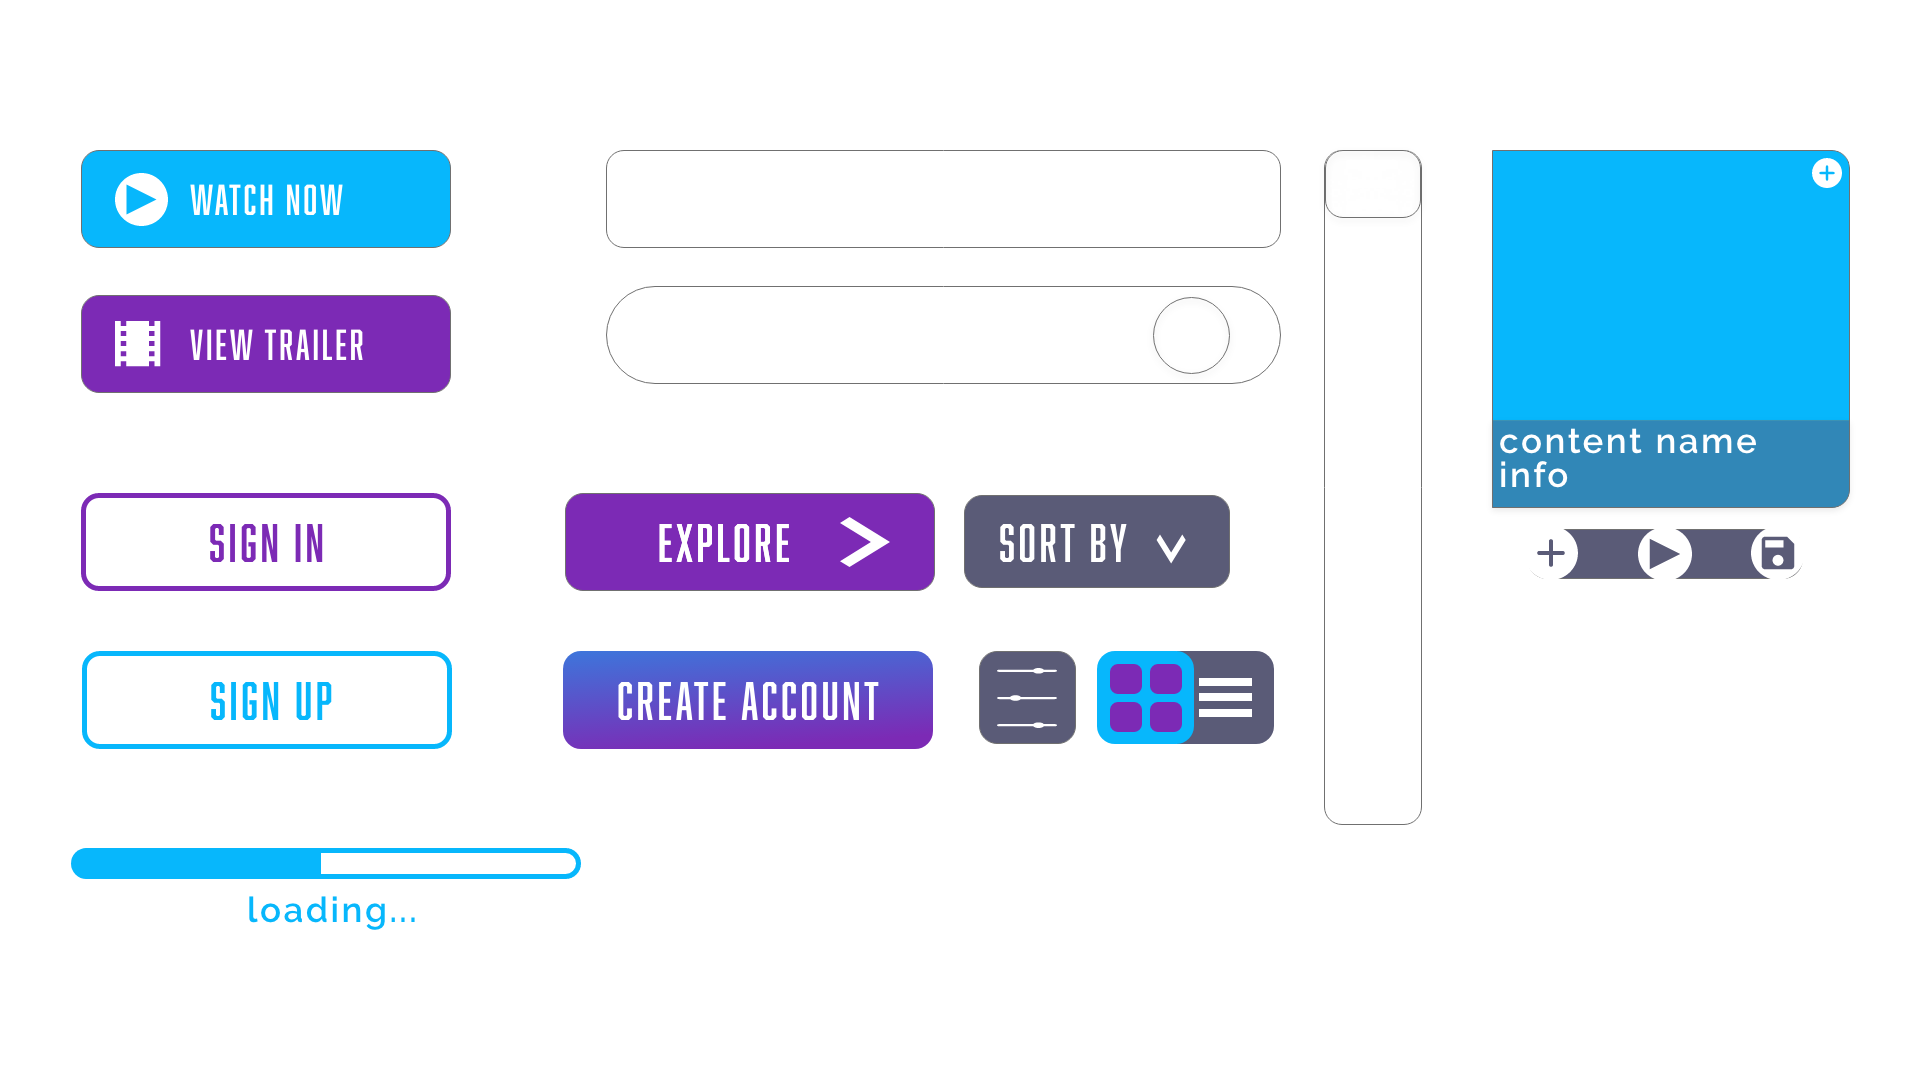 WATCH NOW
VIEW TRAILER
content name
info
SIGN IN
EXPLORE
SORT BY
SIGN UP
CREATE ACCOUNT
loading...